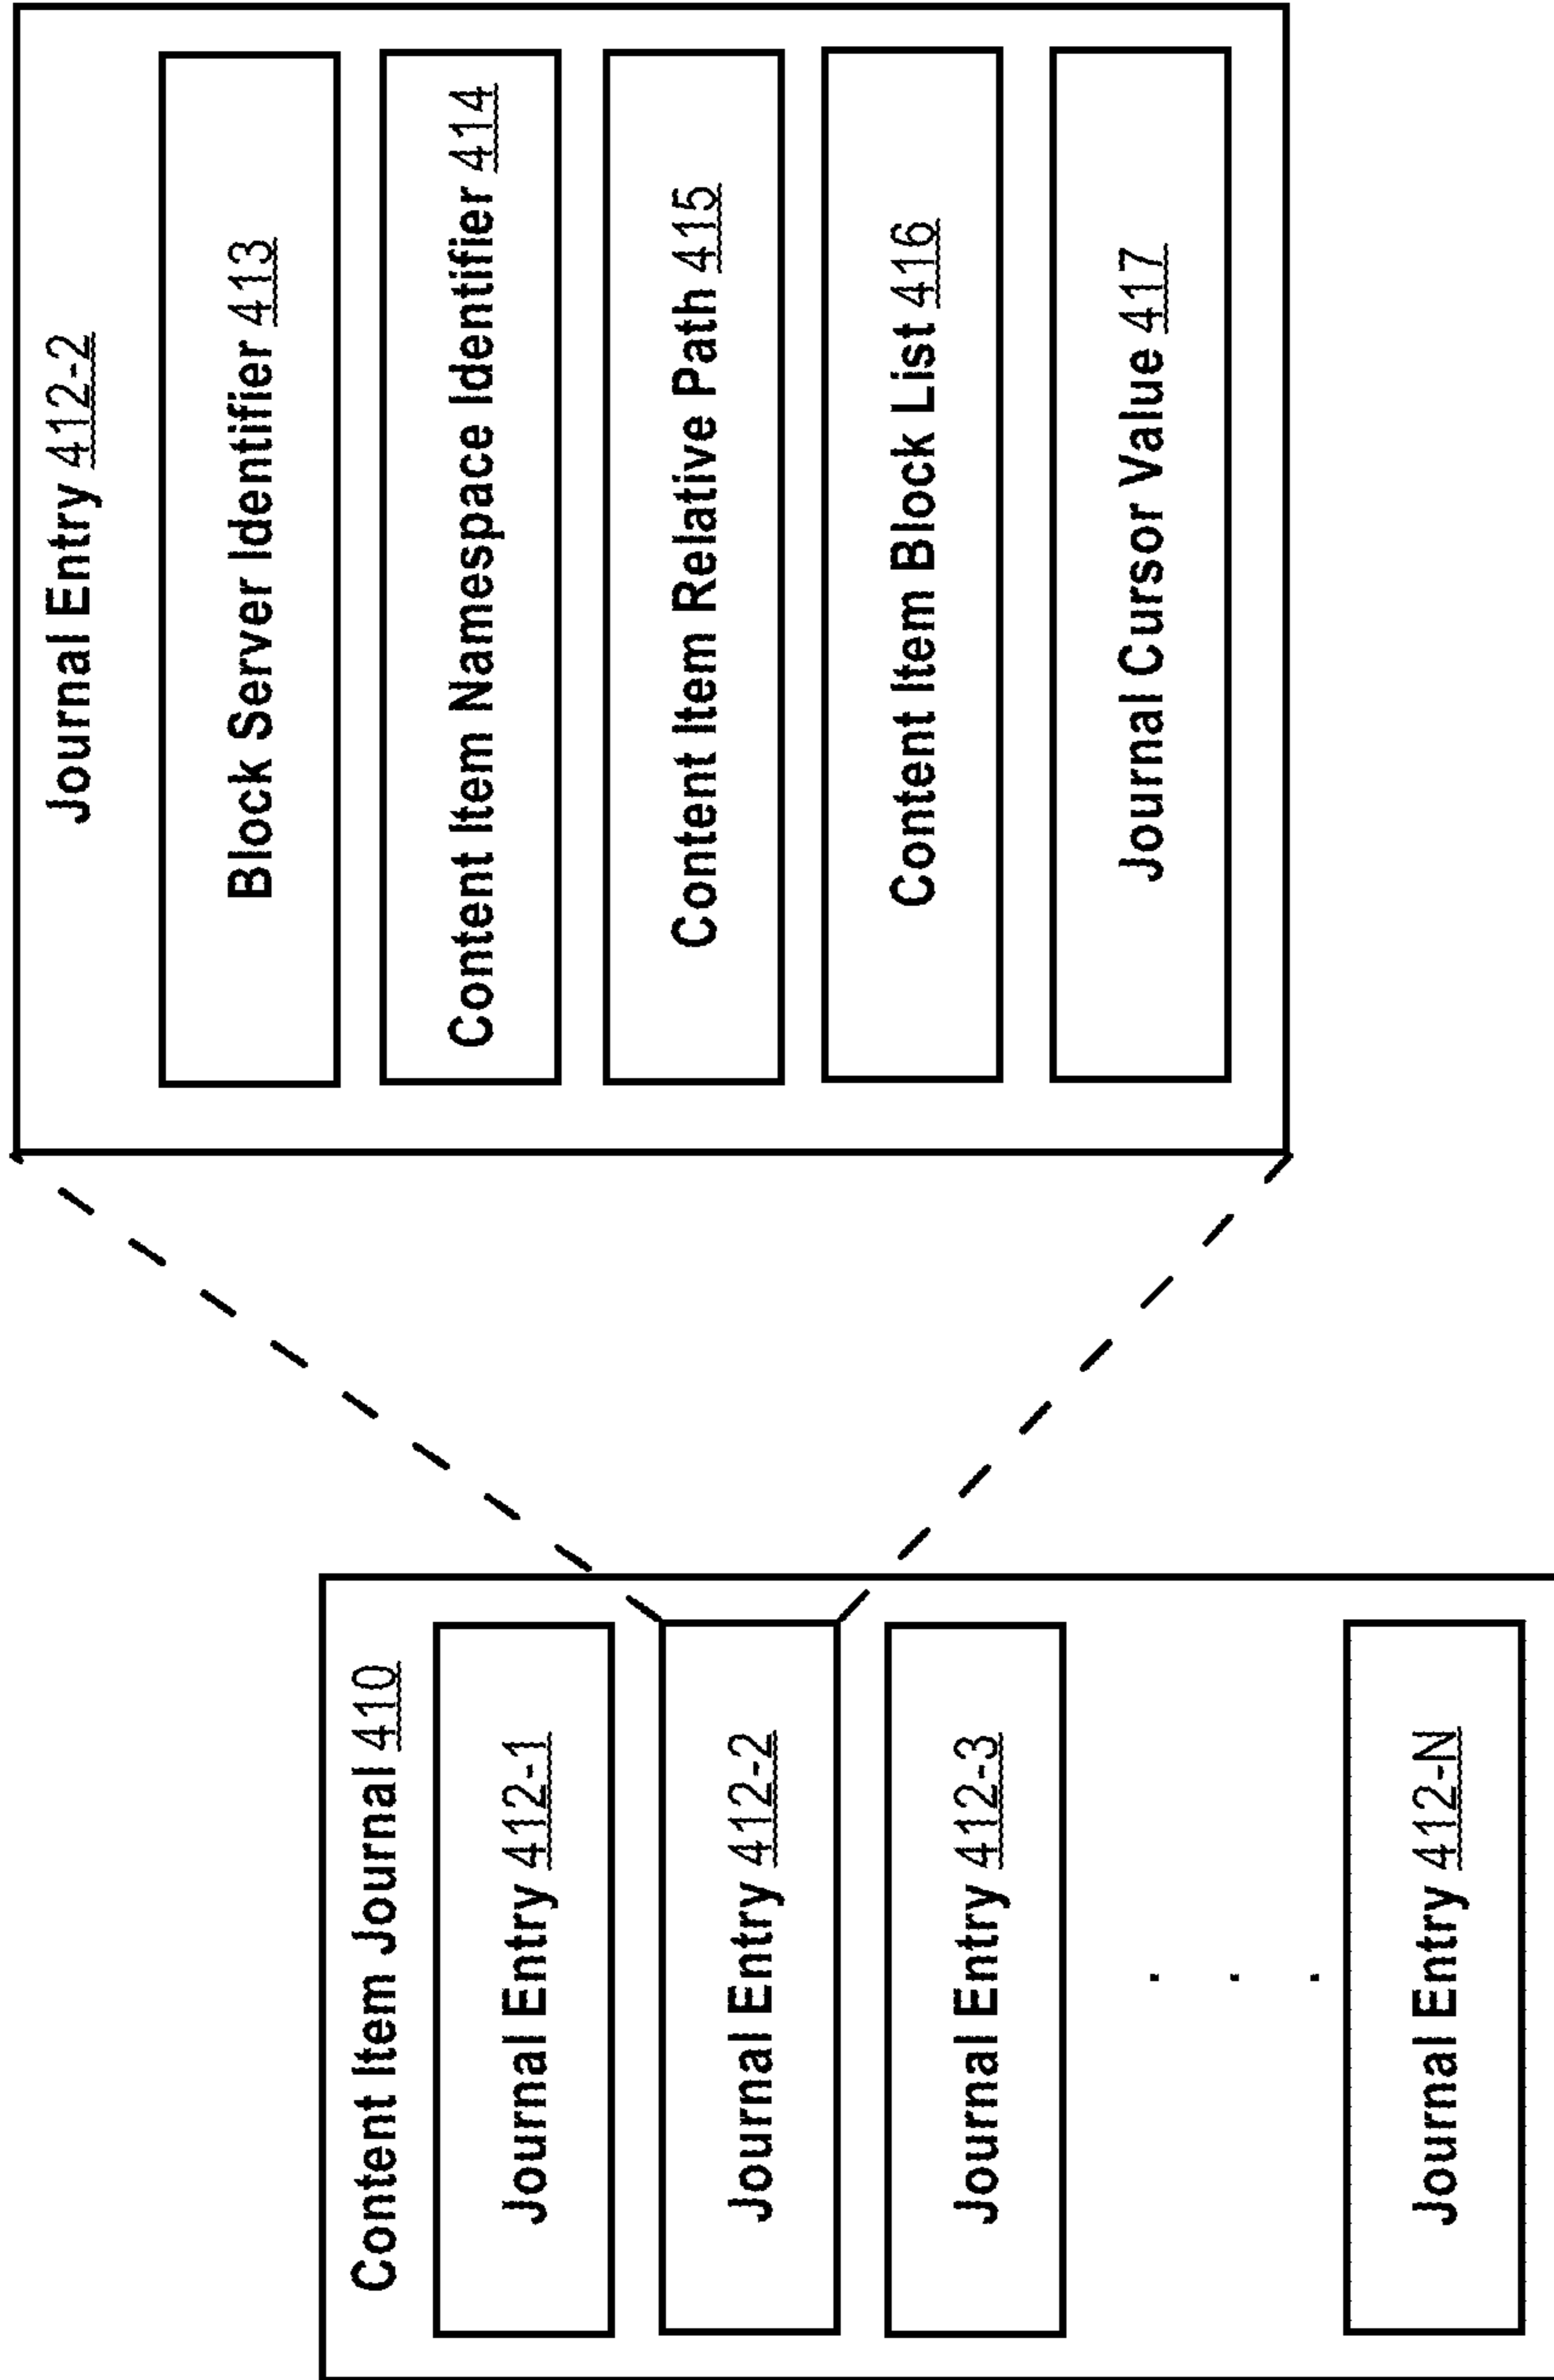 Content Item Journal 410
Journal Entry 412-1
Journal Entry 412-2
Journal Entry 412-3
.
.
.
Journal Entry 412-N
Journal Entry 412-2
Block Server Identifier 413
Content Item Namespace Identifier 414
Content Item Relative Path 415
Content Item Block List 416
Journal Cursor Value 417